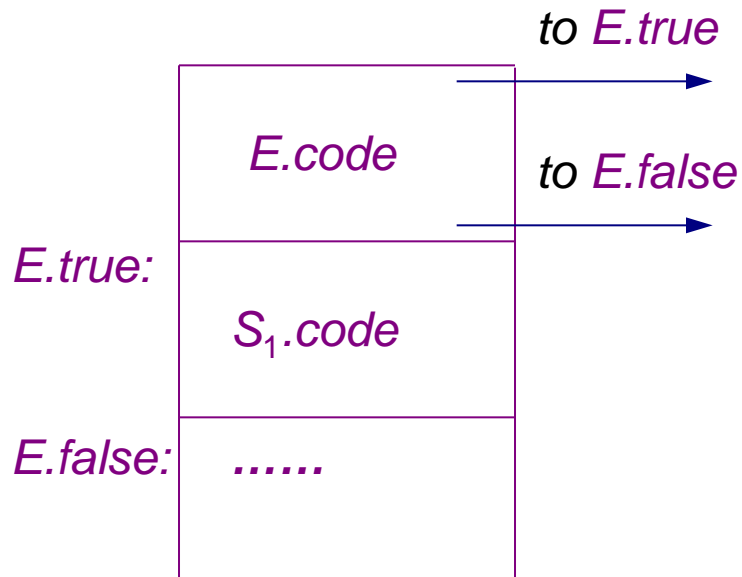 to E.true
E.code
to E.false
E.true:
S₁.code
E.false: ......